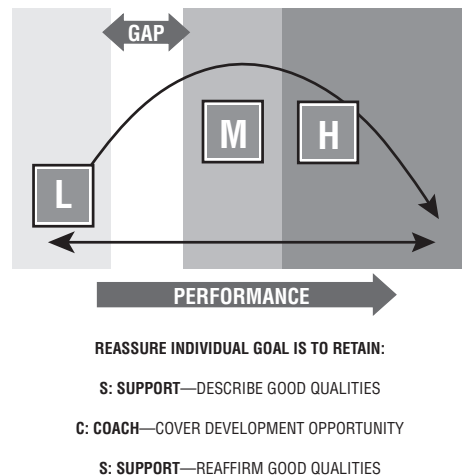 GAP
M
H
L
PERFORMANCE
REASSURE INDIVIDUAL GOAL IS TO RETAIN:
S: SUPPORT—DESCRIBE GOOD QUALITIES
C: COACH—COVER DEVELOPMENT OPPORTUNITY
S: SUPPORT—REAFFIRM GOOD QUALITIES